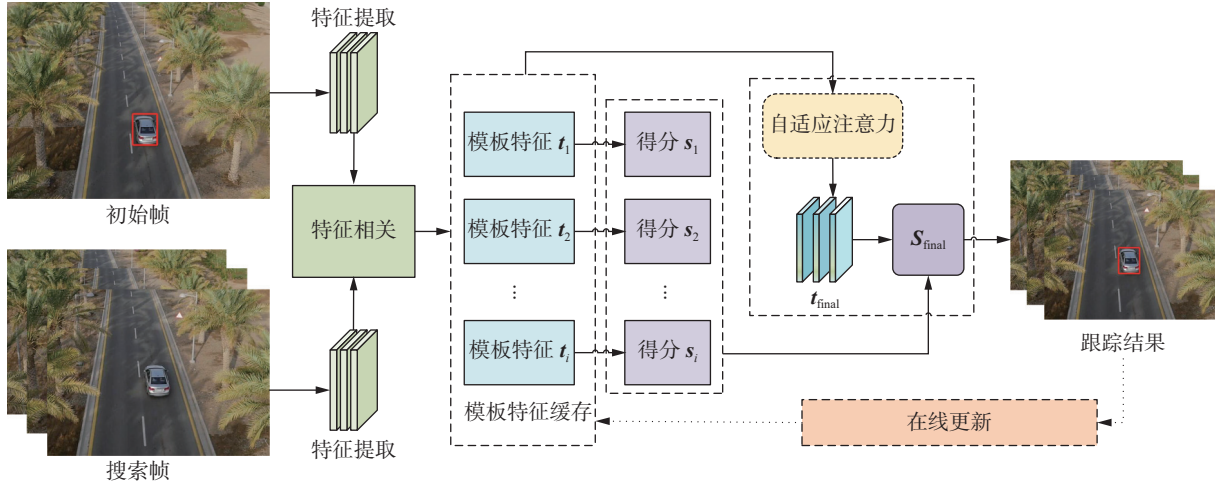 特征提取
初始帧
特征相关
搜索帧
特征提取
模板特征 t₁
模板特征 t₂
⋮
模板特征 tᵢ
模板特征缓存
得分 s₁
得分 s₂
⋮
得分 sᵢ
自适应注意力
t_final
S_final
跟踪结果
在线更新